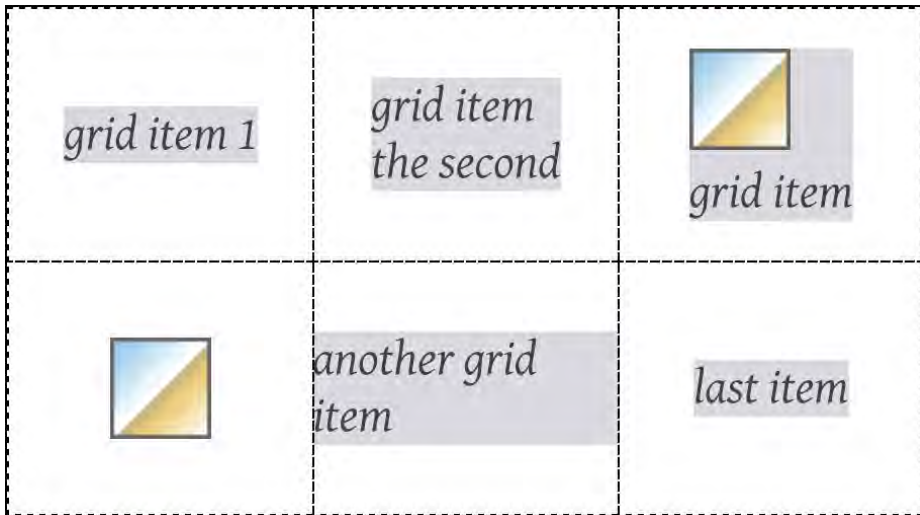 grid item 1
grid item
the second
grid item
another grid
item
last item